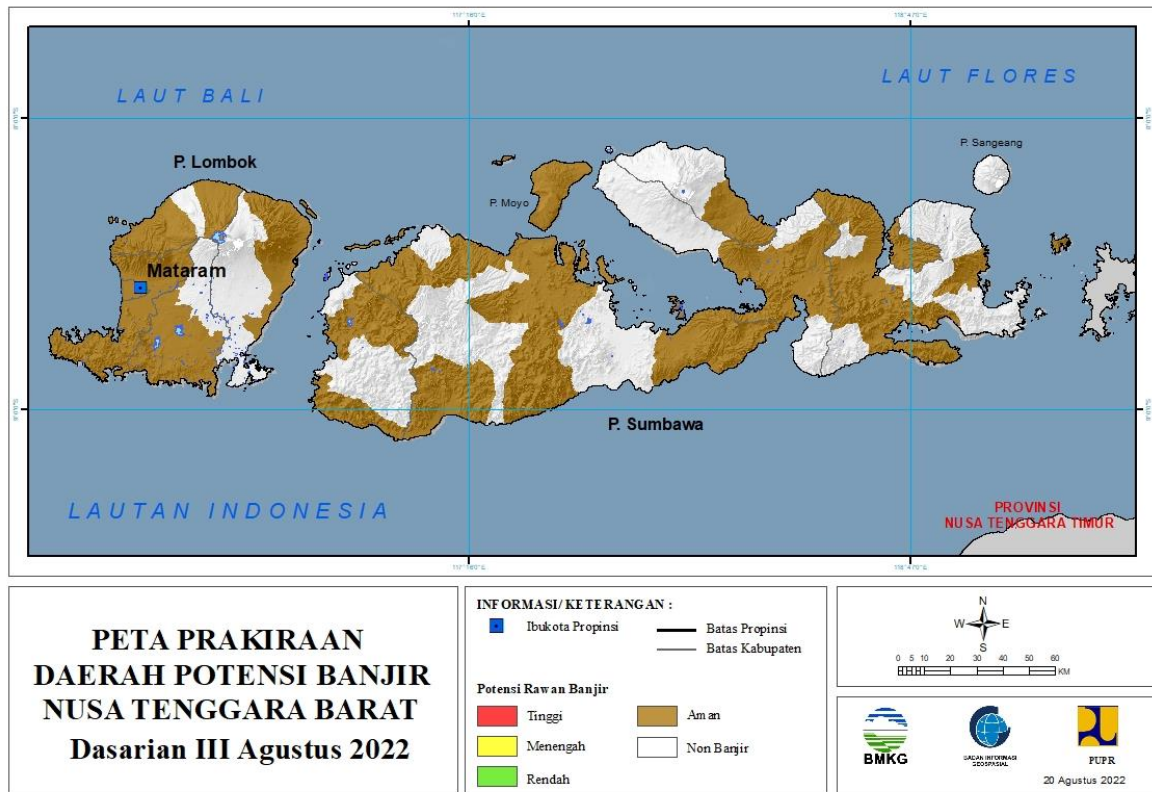 LAUT BALI
LAUT FLORES
P. Lombok
P. Sangeang
P. Moyo
Mataram
P. Sumbawa
LAUTAN INDONESIA
PROVINSI
NUSA TENGGARA TIMUR
PETA PRAKIRAAN
DAERAH POTENSI BANJIR
NUSA TENGGARA BARAT
Dasarian III Agustus 2022
INFORMASI/ KETERANGAN :
Ibukota Propinsi
Batas Propinsi
Batas Kabupaten
Potensi Rawan Banjir
Tinggi
Aman
Menengah
Non Banjir
Rendah
N
W E
S
0 5 10 20 30 40 50 60
KM
BMKG
BADAN INFORMASI
GEOSPASIAL
PUPR
20 Agustus 2022